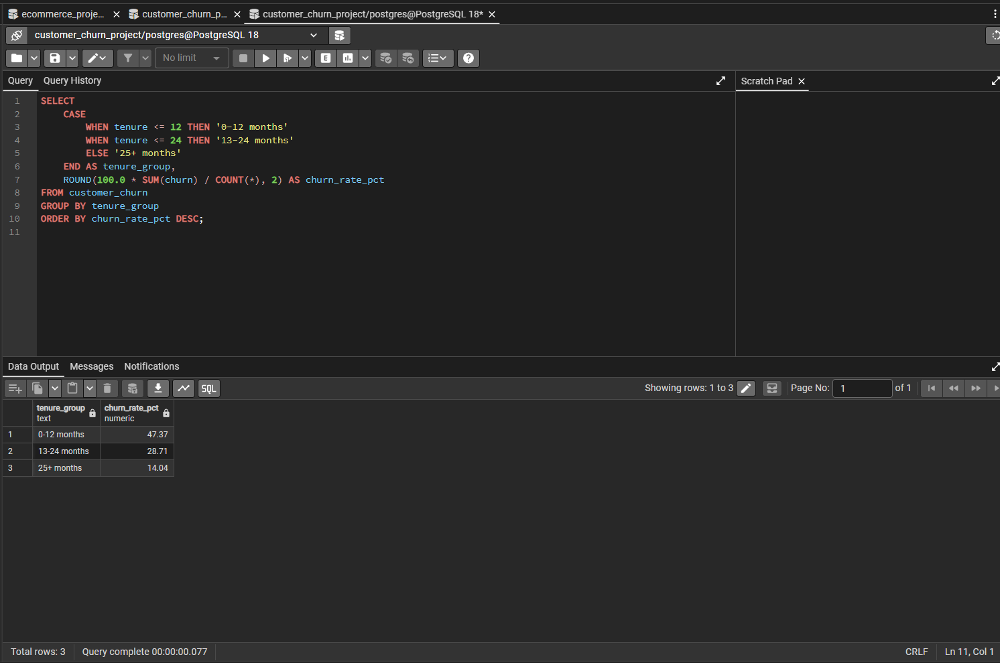 ecommerce_proje... customer_churn_p... customer_churn_project/postgres@PostgreSQL 18*
customer_churn_project/postgres@PostgreSQL 18
No limit
E
Query Query History
Scratch Pad
1 SELECT
2 CASE
3 WHEN tenure <= 12 THEN '0-12 months'
4 WHEN tenure <= 24 THEN '13-24 months'
5 ELSE '25+ months'
6 END AS tenure_group,
7 ROUND(100.0 * SUM(churn) / COUNT(*), 2) AS churn_rate_pct
8 FROM customer_churn
9 GROUP BY tenure_group
10 ORDER BY churn_rate_pct DESC;
11
Data Output Messages Notifications
SQL Showing rows: 1 to 3 Page No: 1 of 1
tenure_group churn_rate_pct
text numeric
1 0-12 months 47.37
2 13-24 months 28.71
3 25+ months 14.04
Total rows: 3 Query complete 00:00:00.077 CRLF Ln 11, Col 1